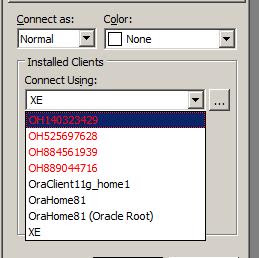 Connect as: Color:
Normal None
Installed Clients
Connect Using:
XE ...
OH140323429
OH525697628
OH884561939
OH889044716
OraClient11g_home1
OraHome81
OraHome81 (Oracle Root)
XE